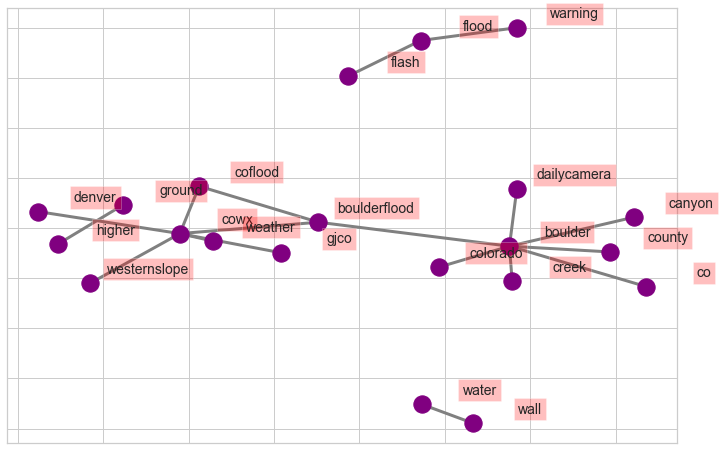 warning
flood
flash
coflood
dailycamera
ground
denver
canyon
boulderflood
cowx
weather
higher
boulder
county
gjco
colorado
creek
westernslope
co
water
wall